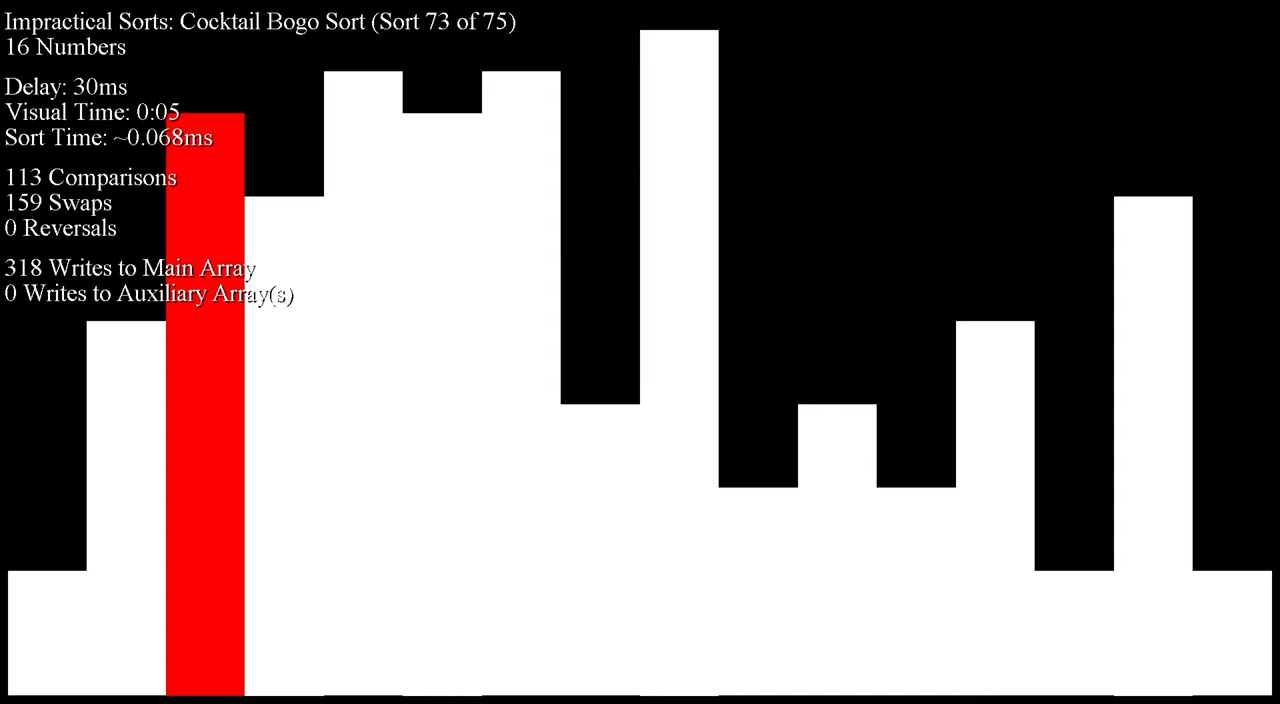 Impractical Sorts: Cocktail Bogo Sort (Sort 73 of 75)
16 Numbers
Delay: 30ms
Visual Time: 0:05
Sort Time: ~0.068ms
113 Comparisons
159 Swaps
0 Reversals
318 Writes to Main Array
0 Writes to Auxiliary Array(s)